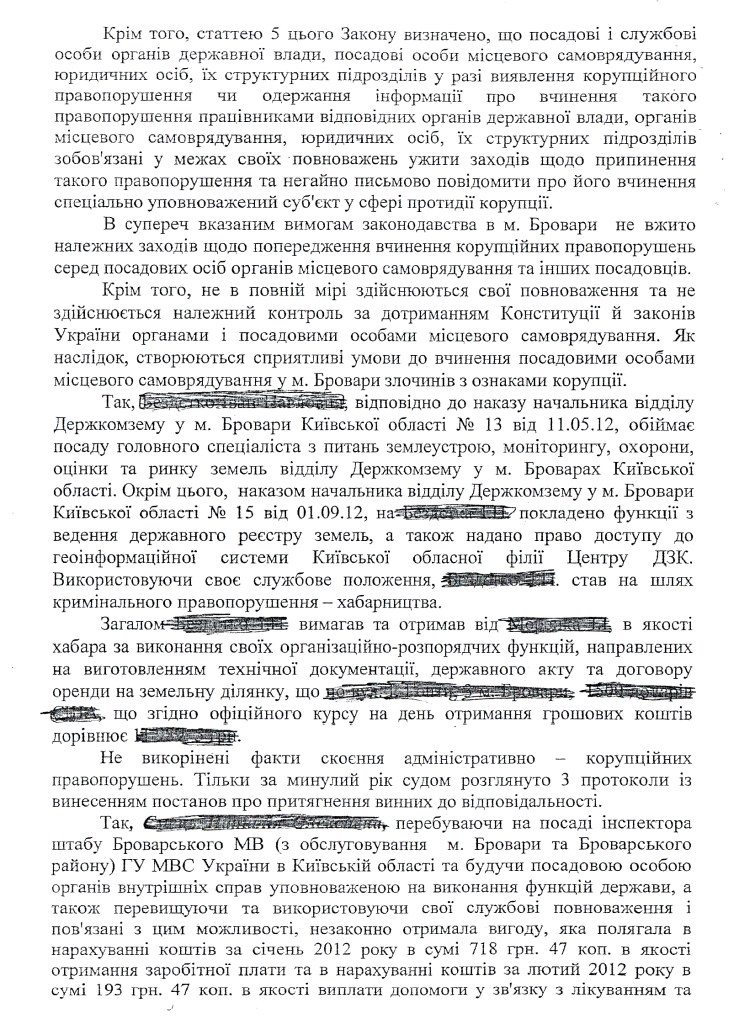 Крім того, статтею 5 цього Закону визначено, що посадові і службові
особи органів державної влади, посадові особи місцевого самоврядування,
юридичних осіб, їх структурних підрозділів у разі виявлення корупційного
правопорушення чи одержання інформації про вчинення такого
правопорушення працівниками відповідних органів державної влади, органів
місцевого самоврядування, юридичних осіб, їх структурних підрозділів
зобов'язані у межах своїх повноважень ужити заходів щодо припинення
такого правопорушення та негайно письмово повідомити про його вчинення
спеціально уповноважений суб'єкт у сфері протидії корупції.
В супереч вказаним вимогам законодавства в м. Бровари не вжито
належних заходів щодо попередження вчинення корупційних правопорушень
серед посадових осіб органів місцевого самоврядування та інших посадовців.
Крім того, не в повній мірі здійснюються свої повноваження та не
здійснюється належний контроль за дотриманням Конституції й законів
України органами і посадовими особами місцевого самоврядування. Як
наслідок, створюються сприятливі умови до вчинення посадовими особами
місцевого самоврядування у м. Бровари злочинів з ознаками корупції.
Так, , відповідно до наказу начальника відділу
Держкомзему у м. Бровари Київської області № 13 від 11.05.12, обіймає
посаду головного спеціаліста з питань землеустрою, моніторингу, охорони,
оцінки та ринку земель відділу Держкомзему у м. Броварах Київської
області. Окрім цього, наказом начальника відділу Держкомзему у м. Бровари
Київської області № 15 від 01.09.12, на покладено функції з
ведення державного реєстру земель, а також надано право доступу до
геоінформаційної системи Київської обласної філії Центру ДЗК.
Використовуючи своє службове положення, став на шлях
кримінального правопорушення – хабарництва.
Загалом вимагав та отримав від в якості
хабара за виконання своїх організаційно-розпорядчих функцій, направлених
на виготовленням технічної документації, державного акту та договору
оренди на земельну ділянку, що
що згідно офіційного курсу на день отримання грошових коштів
дорівнює
Не викорінені факти скоєння адміністративно – корупційних
правопорушень. Тільки за минулий рік судом розглянуто 3 протоколи із
винесенням постанов про притягнення винних до відповідальності.
Так, перебуваючи на посаді інспектора
штабу Броварського МВ (з обслуговування м. Бровари та Броварського
району) ГУ МВС України в Київській області та будучи посадовою особою
органів внутрішніх справ уповноваженою на виконання функцій держави, а
також перевищуючи та використовуючи свої службові повноваження і
пов'язані з цим можливості, незаконно отримала вигоду, яка полягала в
нарахуванні коштів за січень 2012 року в сумі 718 грн. 47 коп. в якості
отримання заробітної плати та в нарахуванні коштів за лютий 2012 року в
сумі 193 грн. 47 коп. в якості виплати допомоги у зв'язку з лікуванням та